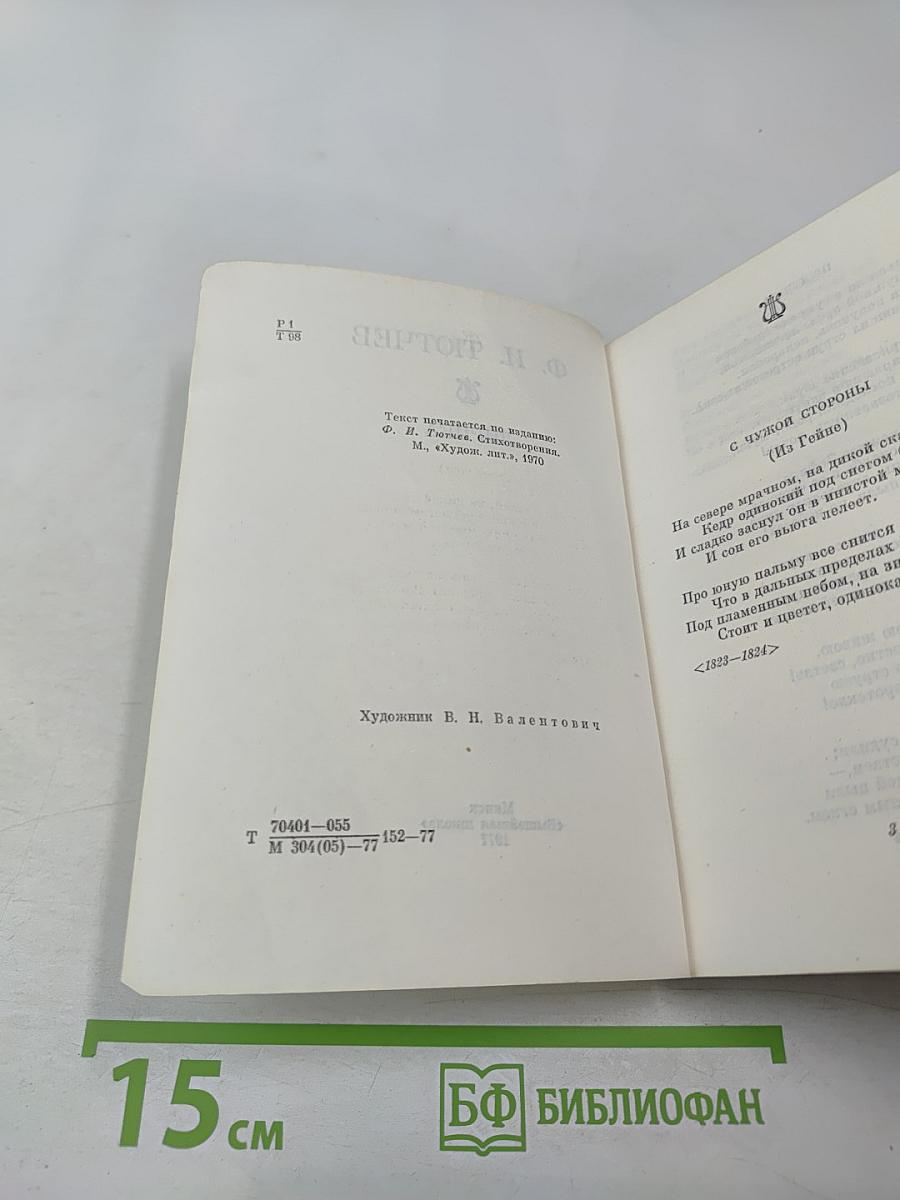 Р 1
Т 98
Текст печатается по изданию:
Ф. И. Тютчев. Стихотворения.
М., «Худож. лит.», 1970
Художник В. Н. Валентович
Т 70401—055
М 304(05)—77 152—77
С ЧУЖОЙ СТОРОНЫ
(Из Гейне)
На севере мрачном, на дикой ска
Кедр одинокий под снегом
И сладко заснул он в инистой м
И сон его вьюга лелеет.
Про юную пальму все снится
Что в дальных пределах
Под пламенным небом, на зн
Стоит и цветет, одинока
<1823—1824>
3
15 см
БФ БИБЛИОФАН